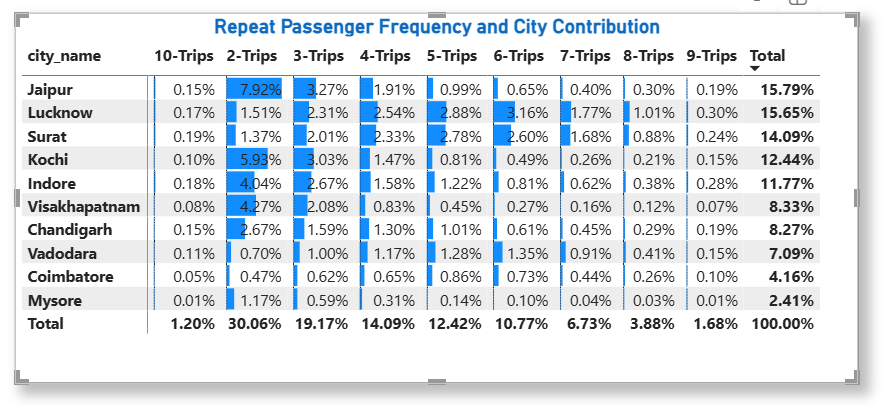 Repeat Passenger Frequency and City Contribution
city_name 10-Trips 2-Trips 3-Trips 4-Trips 5-Trips 6-Trips 7-Trips 8-Trips 9-Trips Total
Jaipur 0.15% 7.92% 3.27% 1.91% 0.99% 0.65% 0.40% 0.30% 0.19% 15.79%
Lucknow 0.17% 1.51% 2.31% 2.54% 2.88% 3.16% 1.77% 1.01% 0.30% 15.65%
Surat 0.19% 1.37% 2.01% 2.33% 2.78% 2.60% 1.68% 0.88% 0.24% 14.09%
Kochi 0.10% 5.93% 3.03% 1.47% 0.81% 0.49% 0.26% 0.21% 0.15% 12.44%
Indore 0.18% 4.04% 2.67% 1.58% 1.22% 0.81% 0.62% 0.38% 0.28% 11.77%
Visakhapatnam 0.08% 4.27% 2.08% 0.83% 0.45% 0.27% 0.16% 0.12% 0.07% 8.33%
Chandigarh 0.15% 2.67% 1.59% 1.30% 1.01% 0.61% 0.45% 0.29% 0.19% 8.27%
Vadodara 0.11% 0.70% 1.00% 1.17% 1.28% 1.35% 0.91% 0.41% 0.15% 7.09%
Coimbatore 0.05% 0.47% 0.62% 0.65% 0.86% 0.73% 0.44% 0.26% 0.10% 4.16%
Mysore 0.01% 1.17% 0.59% 0.31% 0.14% 0.10% 0.04% 0.03% 0.01% 2.41%
Total 1.20% 30.06% 19.17% 14.09% 12.42% 10.77% 6.73% 3.88% 1.68% 100.00%